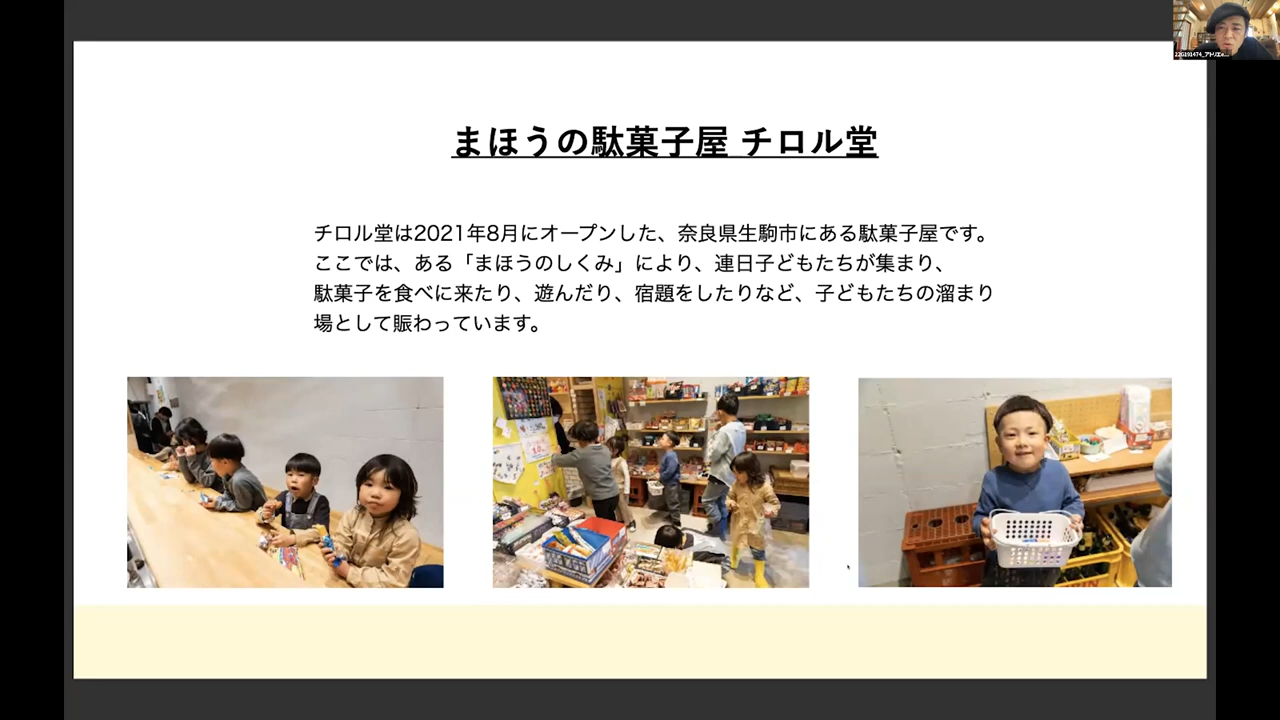 まほうの駄菓子屋 チロル堂
チロル堂は2021年8月にオープンした、奈良県生駒市にある駄菓子屋です。
ここでは、ある「まほうのしくみ」により、連日子どもたちが集まり、
駄菓子を食べに来たり、遊んだり、宿題をしたりなど、子どもたちの溜まり
場として賑わっています。